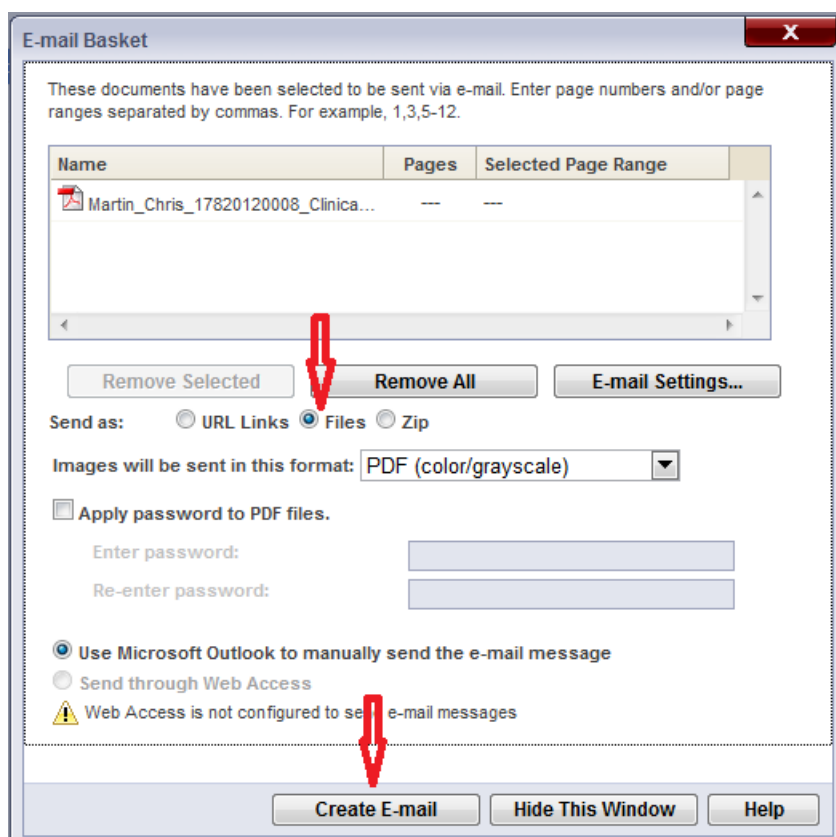 E-mail Basket
X
These documents have been selected to be sent via e-mail. Enter page numbers and/or page
ranges separated by commas. For example, 1,3,5-12.
Name Pages Selected Page Range
Martin_Chris_17820120008_Clinica... --- ---
Remove Selected Remove All E-mail Settings...
Send as: URL Links Files Zip
Images will be sent in this format: PDF (color/grayscale)
Apply password to PDF files.
Enter password:
Re-enter password:
Use Microsoft Outlook to manually send the e-mail message
Send through Web Access
Web Access is not configured to send e-mail messages
Create E-mail Hide This Window Help